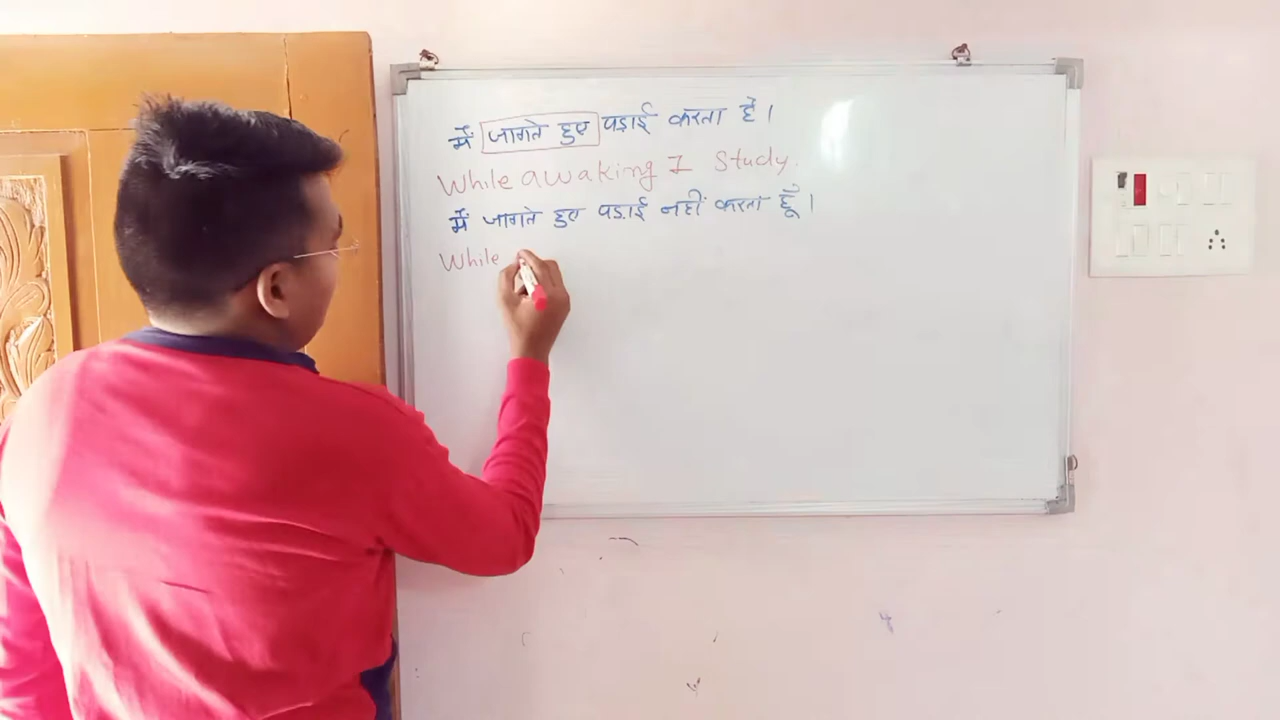 में जागते हुए पढ़ाई करता हूँ।
While awaking I Study.
में जागते हुए पढ़ाई नहीं करता हूँ।
While